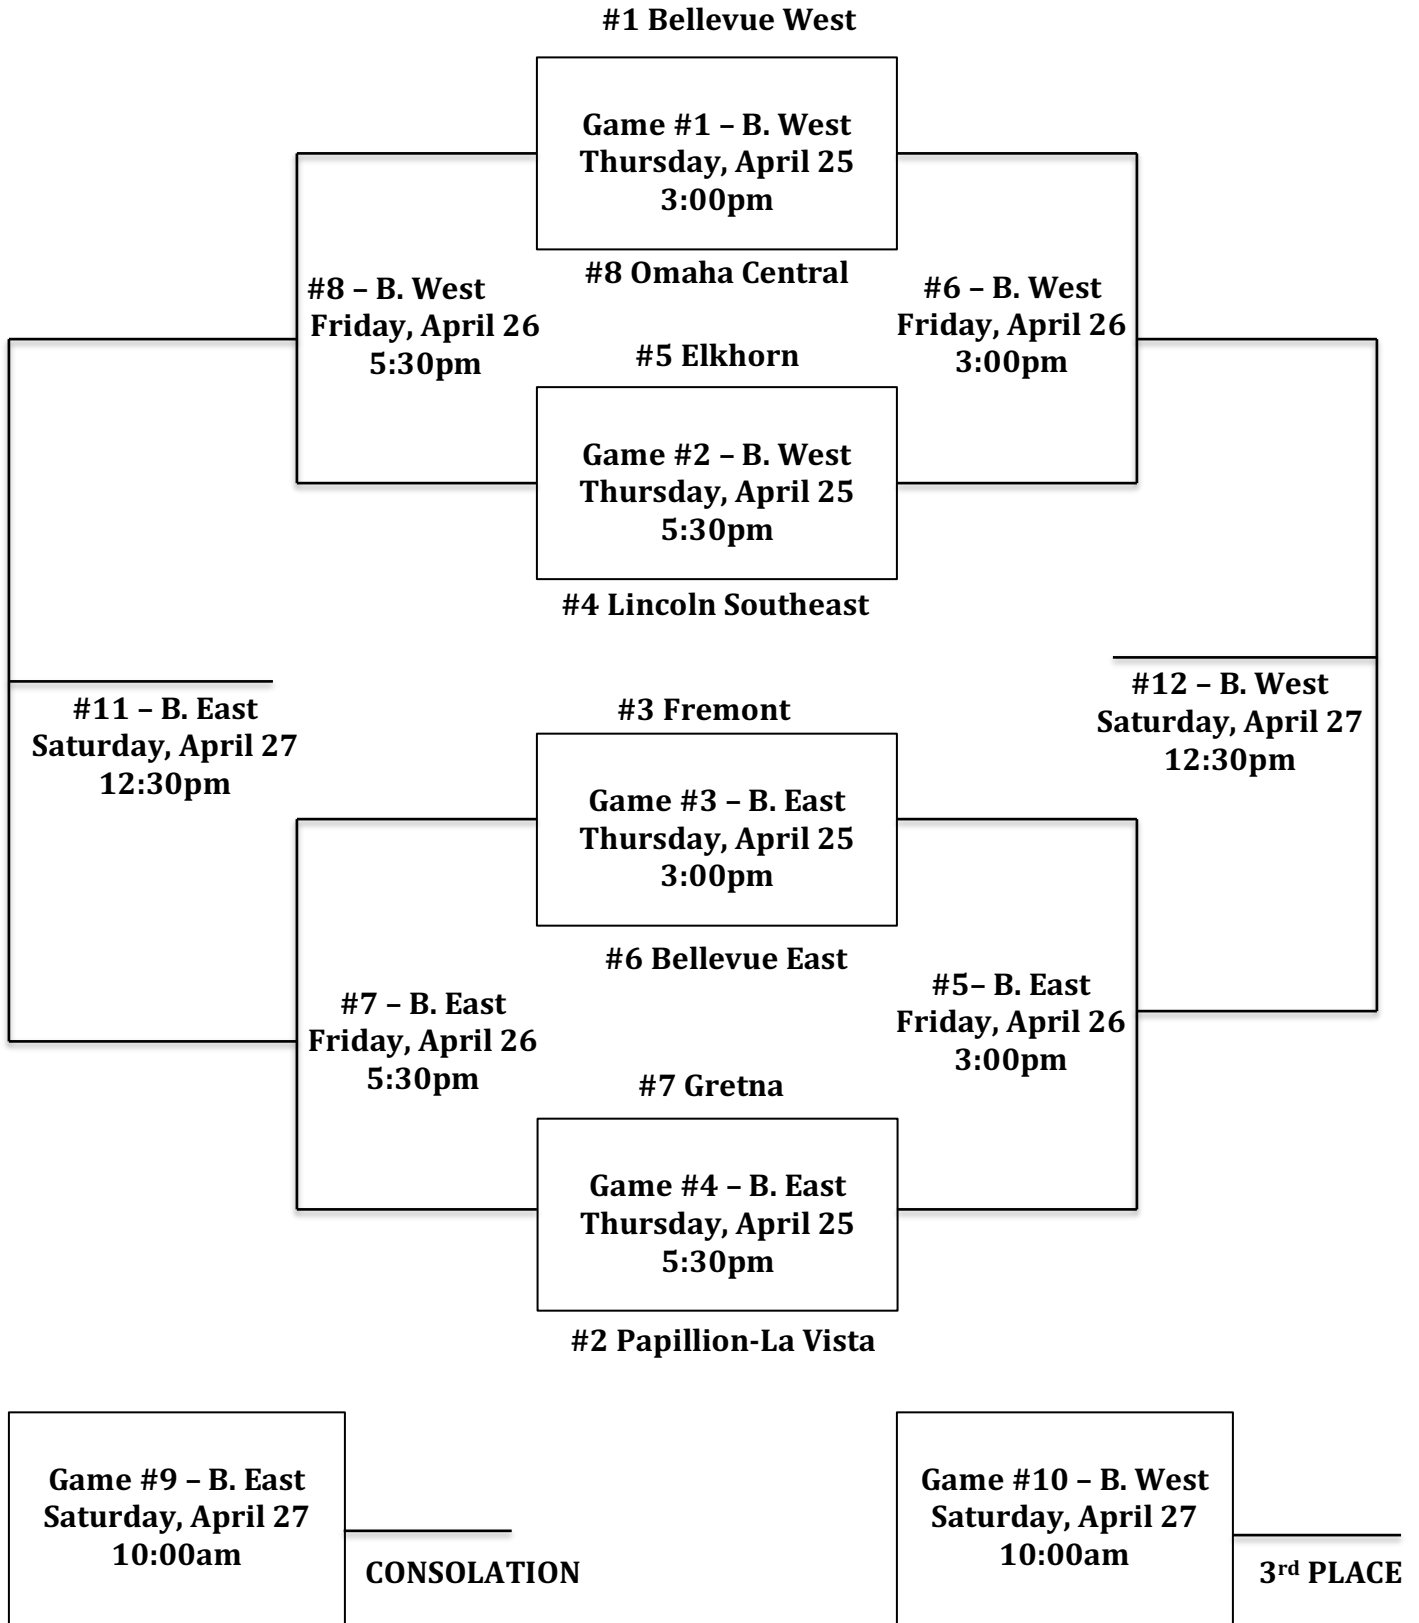 #1 Bellevue West
Game #1 – B. West
Thursday, April 25
3:00pm
#8 Omaha Central
#8 – B. West
Friday, April 26
5:30pm
#6 – B. West
Friday, April 26
3:00pm
#5 Elkhorn
Game #2 – B. West
Thursday, April 25
5:30pm
#4 Lincoln Southeast
#11 – B. East
Saturday, April 27
12:30pm
#12 – B. West
Saturday, April 27
12:30pm
#3 Fremont
Game #3 – B. East
Thursday, April 25
3:00pm
#6 Bellevue East
#7 – B. East
Friday, April 26
5:30pm
#5– B. East
Friday, April 26
3:00pm
#7 Gretna
Game #4 – B. East
Thursday, April 25
5:30pm
#2 Papillion-La Vista
Game #9 – B. East
Saturday, April 27
10:00am
CONSOLATION
Game #10 – B. West
Saturday, April 27
10:00am
3rd PLACE